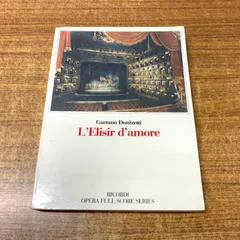 Gaetano Donizetti
L'Elisir d'amore
RICORDI
OPERA FULL SCORE SERIES